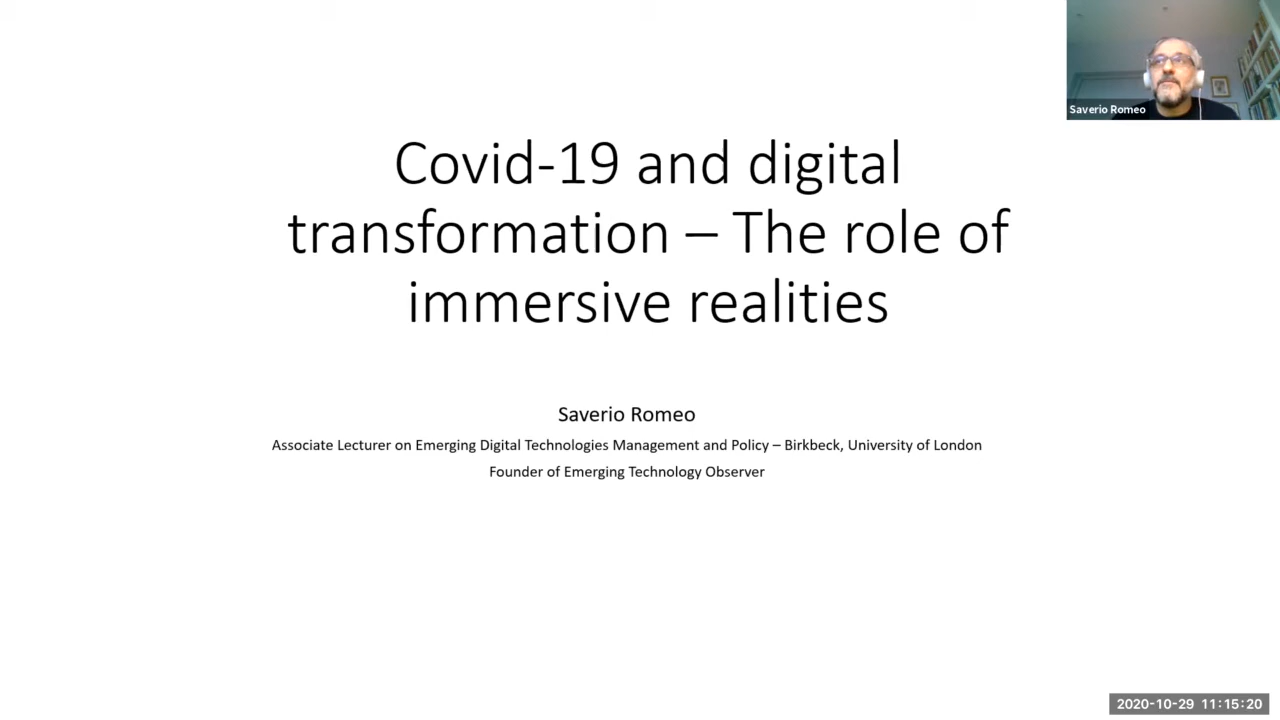 Saverio Romeo
Covid-19 and digital
transformation – The role of
immersive realities
Saverio Romeo
Associate Lecturer on Emerging Digital Technologies Management and Policy – Birkbeck, University of London
Founder of Emerging Technology Observer
2020-10-29 11:15:20